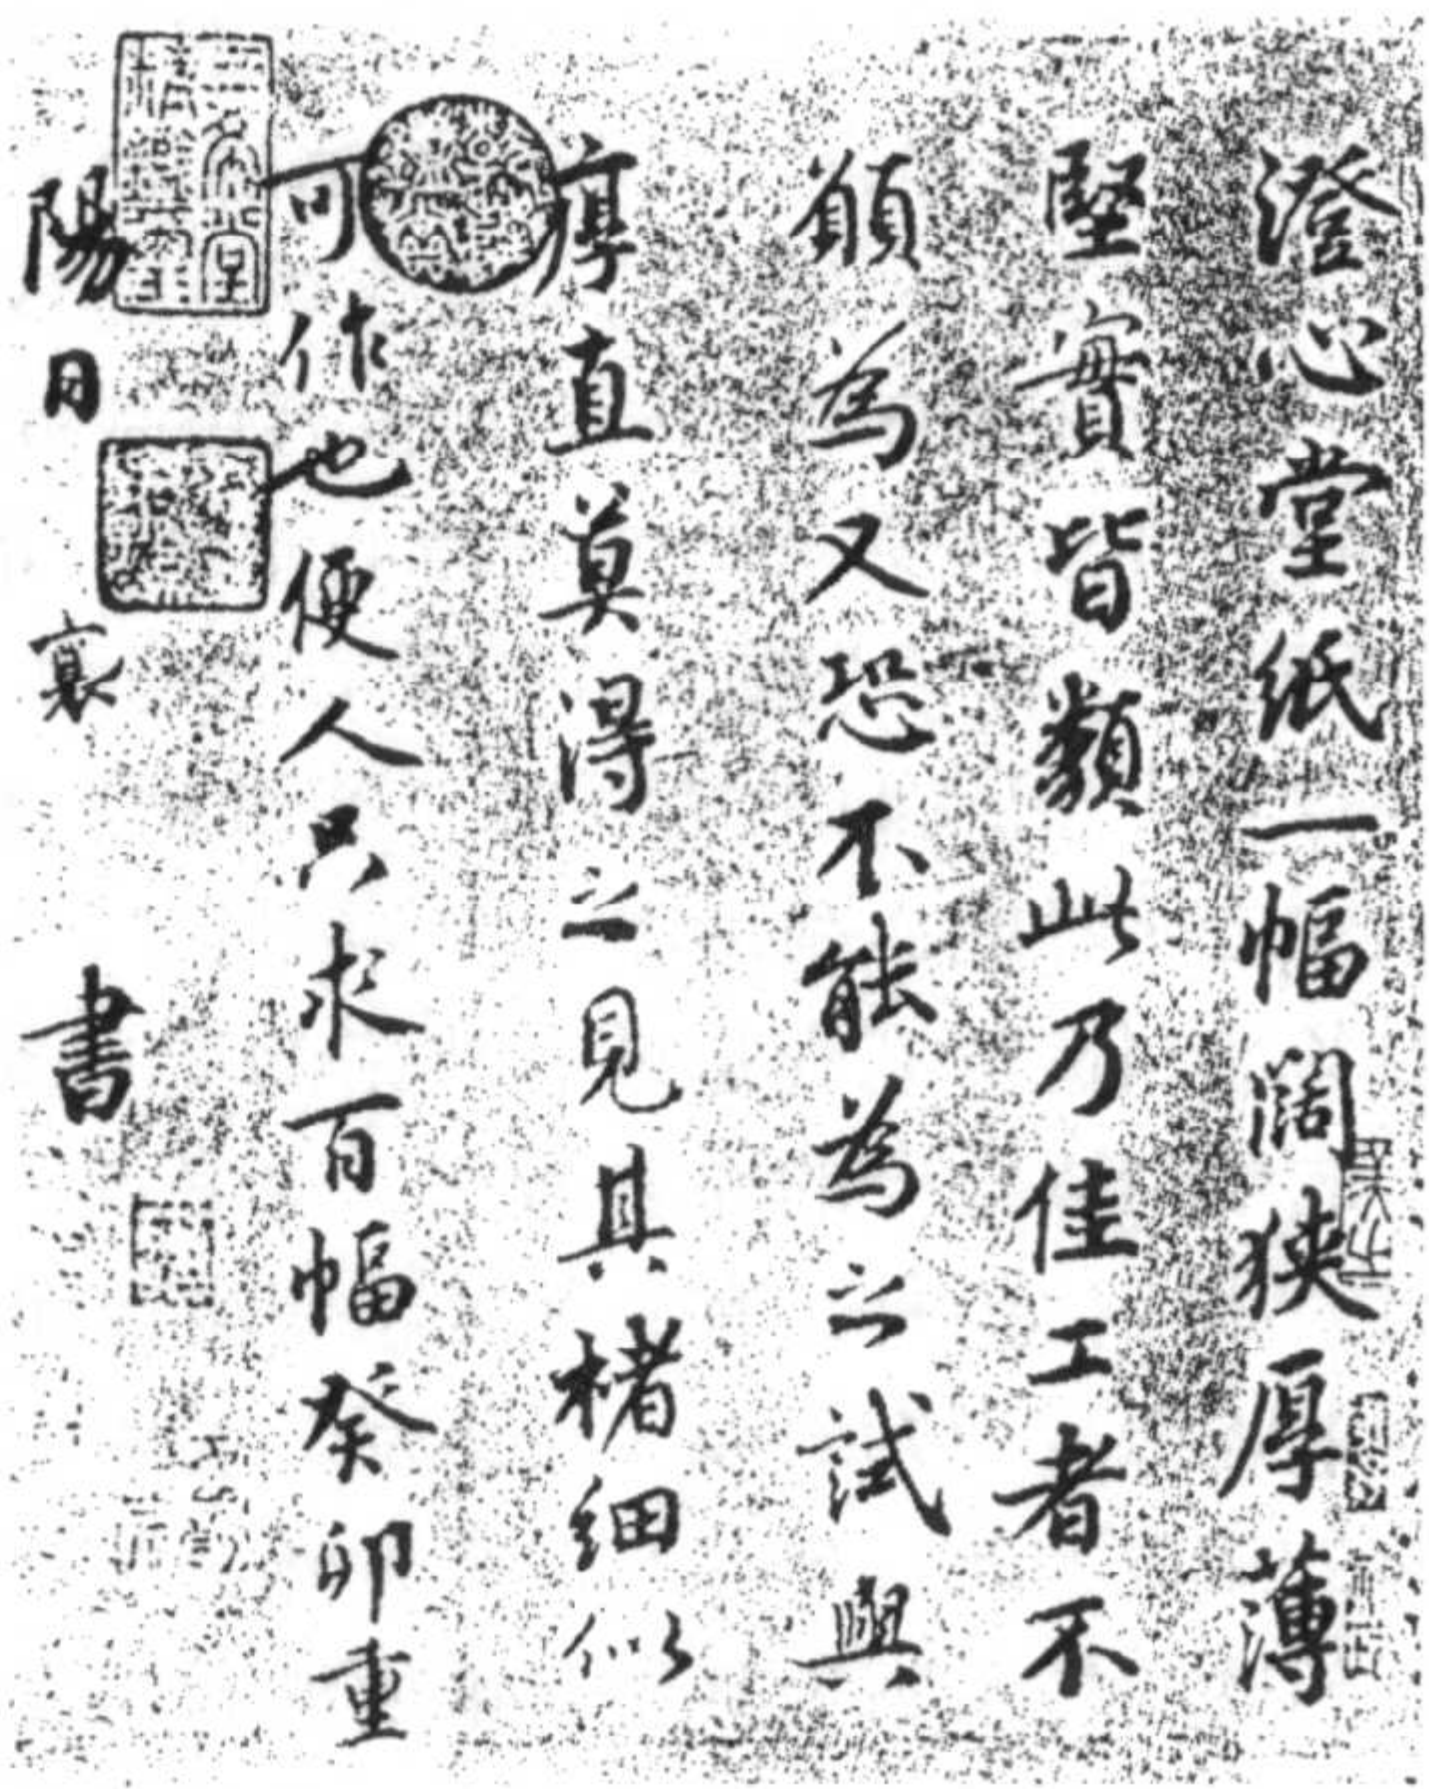 澄心堂紙一幅闊狹厚薄
堅實皆類此乃佳工者不
願為又恐不能為之試與
厚直莫得之見其楮細似
可作也便人只求百幅癸卯重
陽日襄書